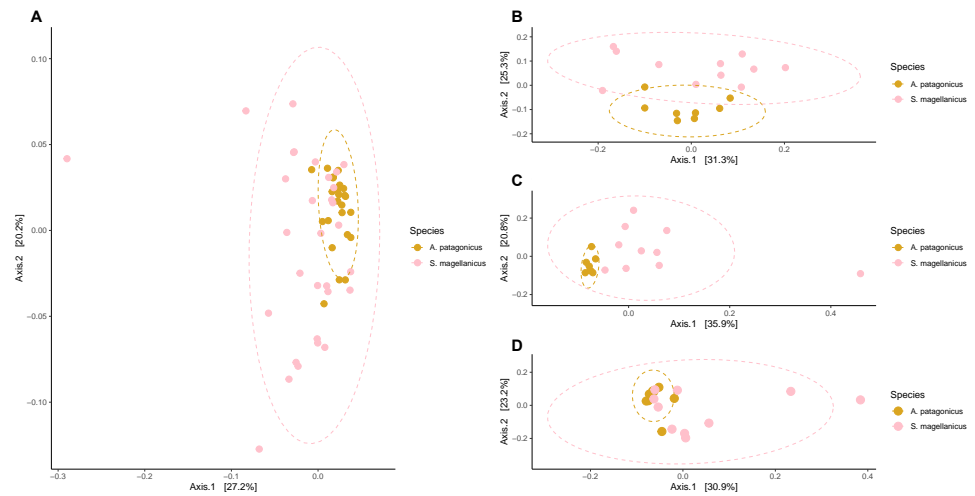 A
0.10
0.05
0.00
−0.05
−0.10
Axis.2 [20.2%]
−0.3
−0.2
−0.1
0.0
Axis.1 [27.2%]
Species
A. patagonicus
S. magellanicus
B
0.2
0.1
0.0
−0.1
−0.2
Axis.2 [25.3%]
−0.2
0.0
0.2
Axis.1 [31.3%]
Species
A. patagonicus
S. magellanicus
C
0.2
0.0
−0.2
Axis.2 [20.8%]
0.0
0.2
0.4
Axis.1 [35.9%]
Species
A. patagonicus
S. magellanicus
D
0.2
0.0
−0.2
Axis.2 [23.2%]
−0.2
0.0
0.2
0.4
Axis.1 [30.9%]
Species
A. patagonicus
S. magellanicus